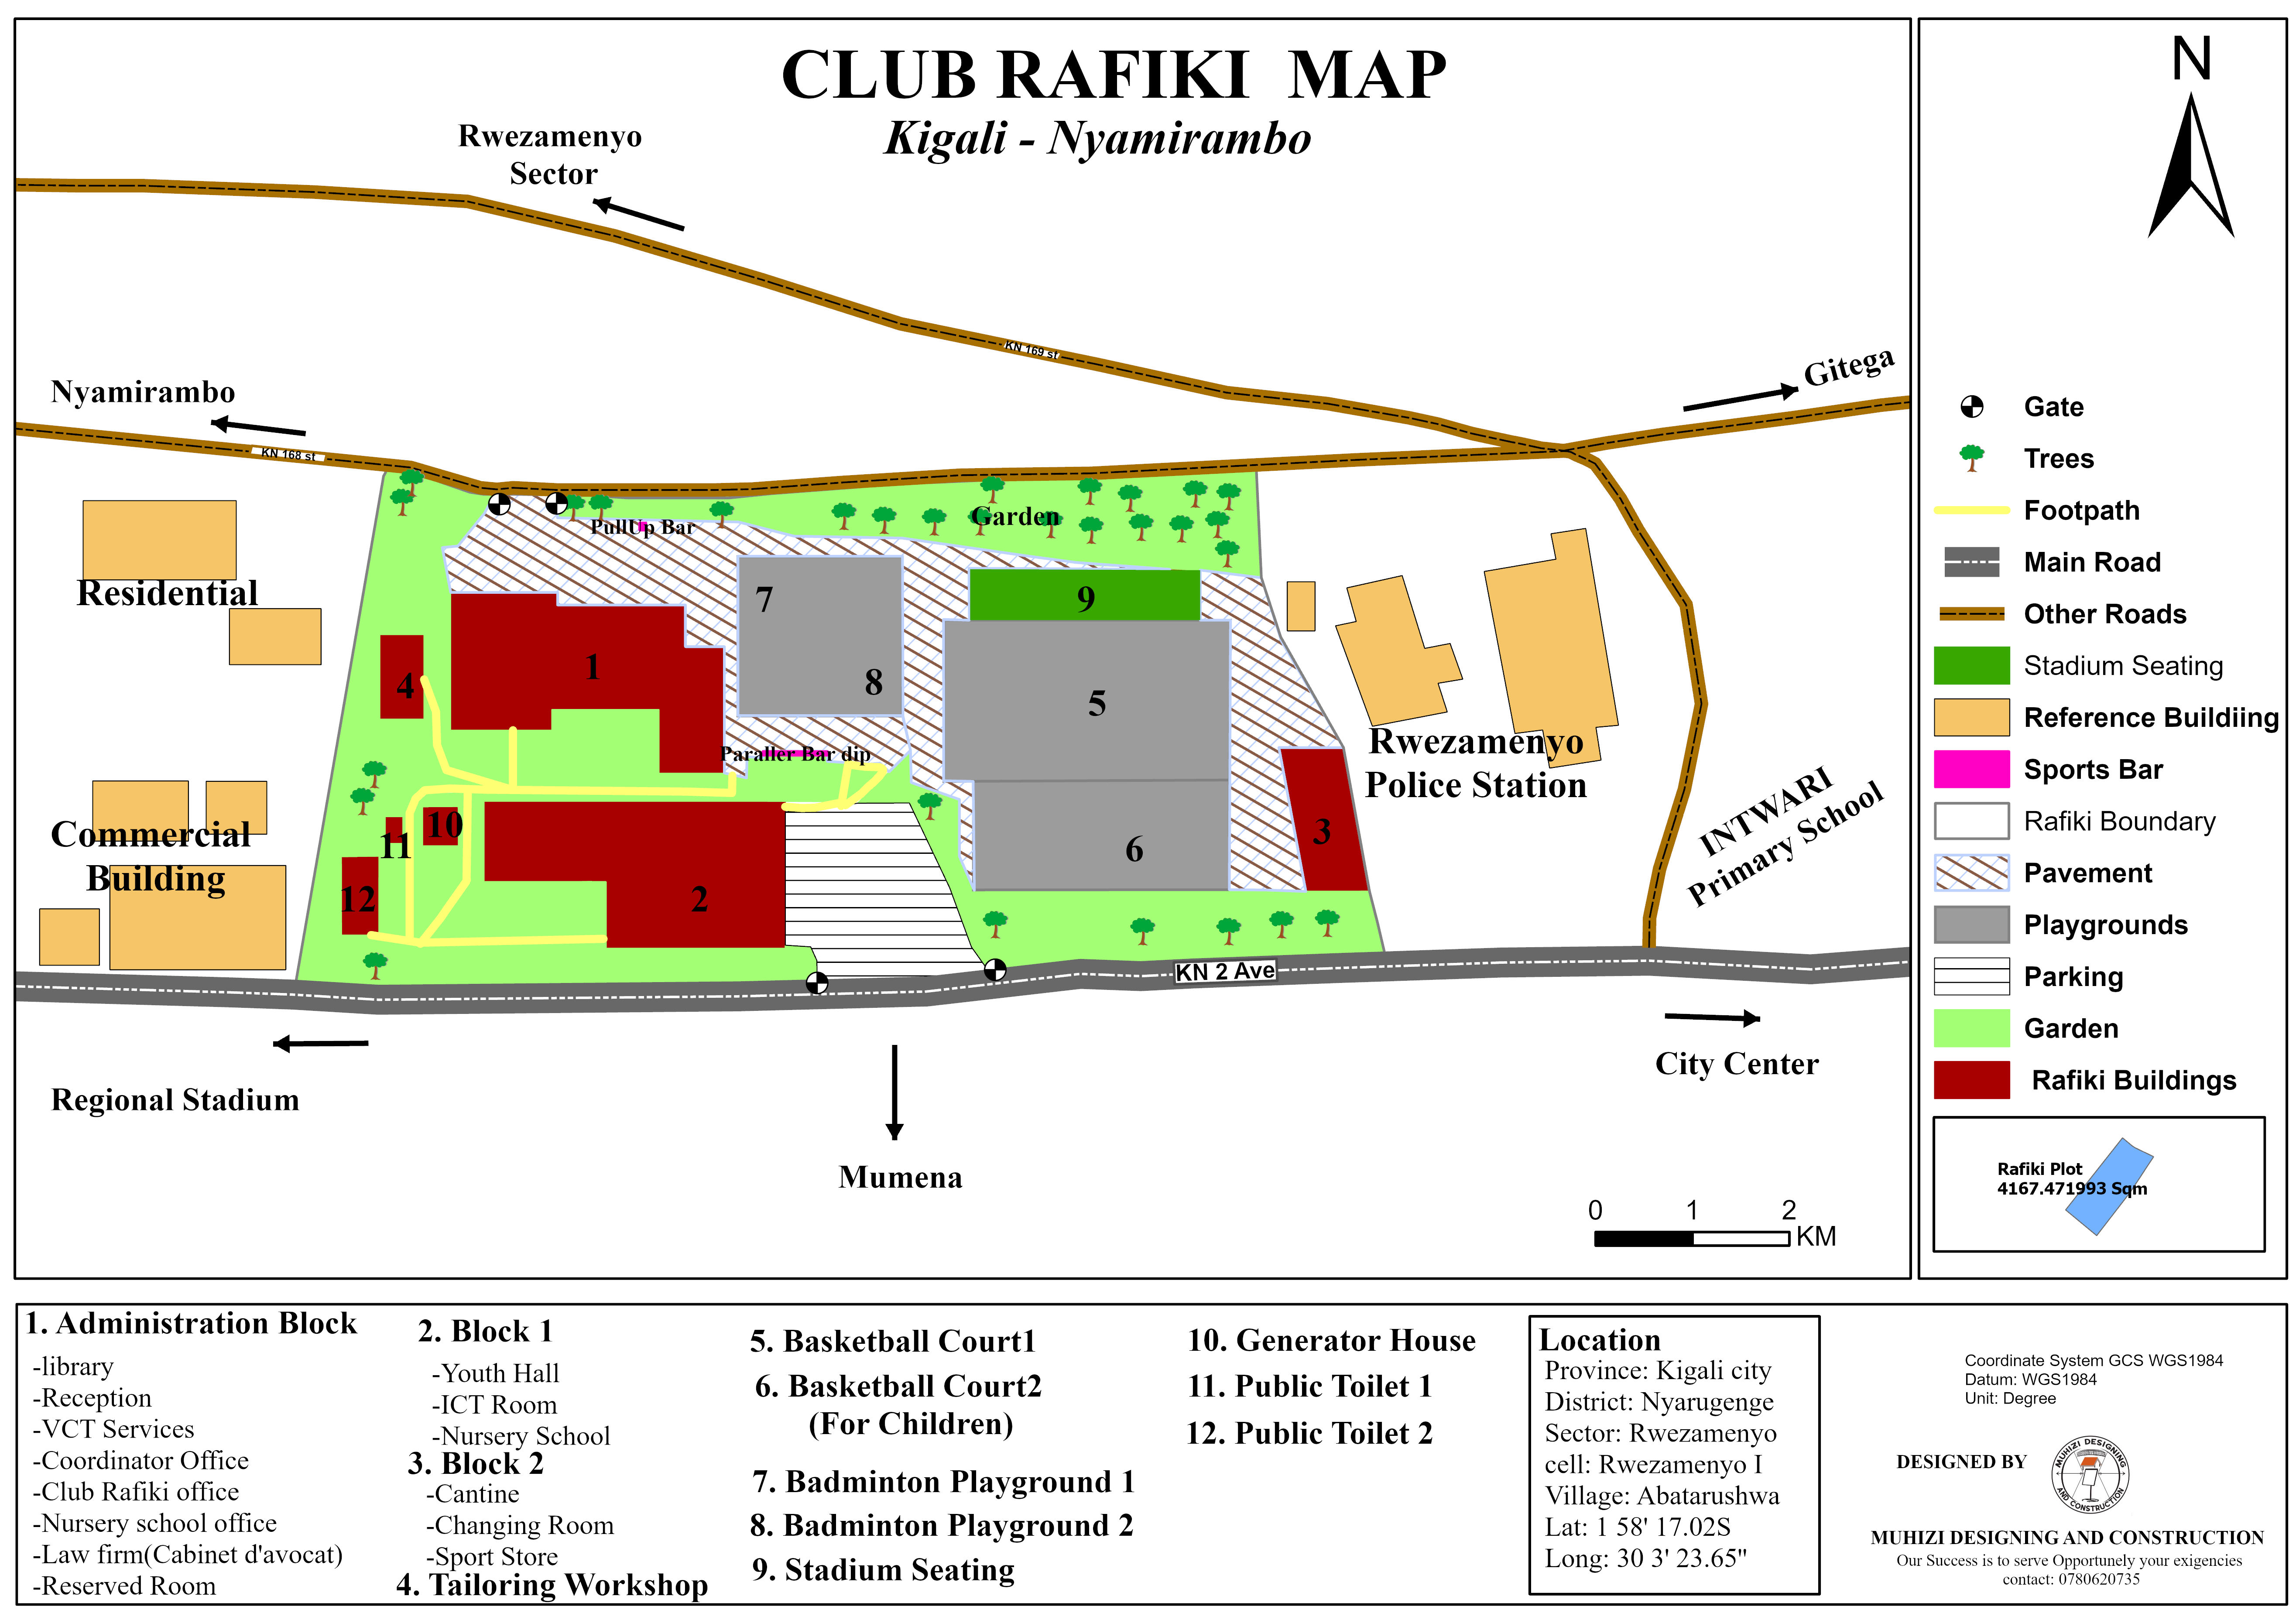 CLUB RAFIKI MAP
Kigali - Nyamirambo
N
Rwezamenyo
Sector
KN 169 st
Gitega
Nyamirambo
KN 168 st
PullUp Bar
Garden
Residential
7
9
1
4
8
5
Paraller Bar dip
Rwezamenyo
Police Station
INTWARI
Primary School
Commercial
Building
10
11
3
6
12
2
KN 2 Ave
Regional Stadium
City Center
Mumena
0 1 2
KM
Gate
Trees
Footpath
Main Road
Other Roads
Stadium Seating
Reference Buildiing
Sports Bar
Rafiki Boundary
Pavement
Playgrounds
Parking
Garden
Rafiki Buildings
Rafiki Plot
4167.471993 Sqm
1. Administration Block
-library
-Reception
-VCT Services
-Coordinator Office
-Club Rafiki office
-Nursery school office
-Law firm(Cabinet d'avocat)
-Reserved Room
2. Block 1
-Youth Hall
-ICT Room
-Nursery School
3. Block 2
-Cantine
-Changing Room
-Sport Store
4. Tailoring Workshop
5. Basketball Court1
6. Basketball Court2
(For Children)
7. Badminton Playground 1
8. Badminton Playground 2
9. Stadium Seating
10. Generator House
11. Public Toilet 1
12. Public Toilet 2
Location
Province: Kigali city
District: Nyarugenge
Sector: Rwezamenyo
cell: Rwezamenyo I
Village: Abatarushwa
Lat: 1 58' 17.02S
Long: 30 3' 23.65"
Coordinate System GCS WGS1984
Datum: WGS1984
Unit: Degree
DESIGNED BY
MUHIZI DESIGNING
AND CONSTRUCTION
MUHIZI DESIGNING AND CONSTRUCTION
Our Success is to serve Opportunely your exigencies
contact: 0780620735